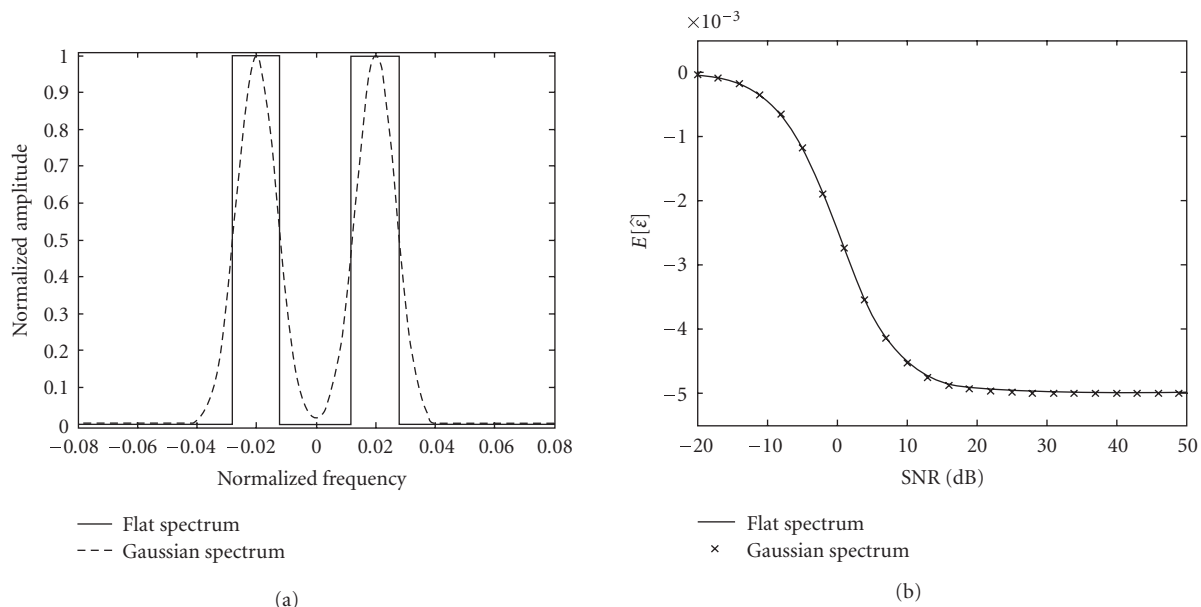 1
0.9
0.8
0.7
0.6
0.5
0.4
0.3
0.2
0.1
0
Normalized amplitude
−0.08 −0.06 −0.04 −0.02 0 0.02 0.04 0.06 0.08
Normalized frequency
Flat spectrum
Gaussian spectrum
(a)
×10−3
0
−1
−2
−3
−4
−5
E[ε̂]
−20 −10 0 10 20 30 40 50
SNR (dB)
Flat spectrum
Gaussian spectrum
(b)